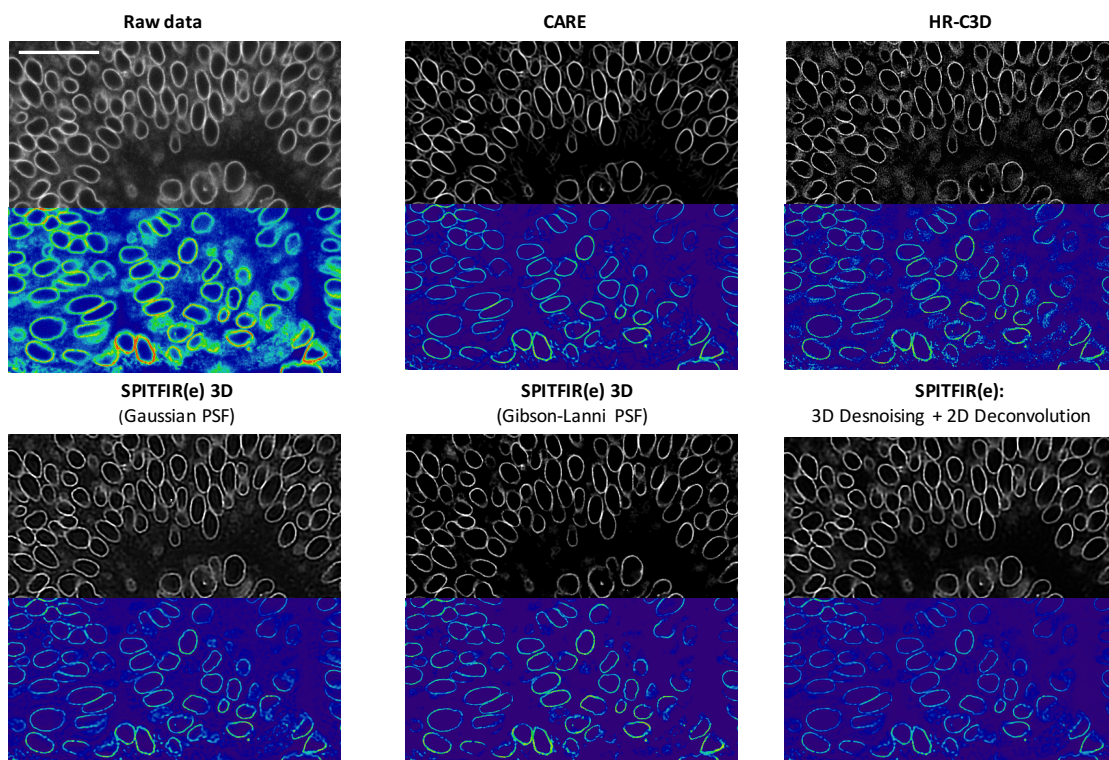 Raw data
CARE
HR-C3D
SPITFIR(e) 3D
(Gaussian PSF)
SPITFIR(e) 3D
(Gibson-Lanni PSF)
SPITFIR(e):
3D Desnoising + 2D Deconvolution